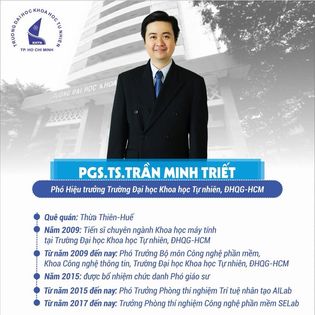 TRƯỜNG ĐẠI HỌC KHOA HỌC TỰ NHIÊN
TP. HỒ CHÍ MINH
PGS.TS.TRẦN MINH TRIẾT
Phó Hiệu trưởng Trường Đại học Khoa học Tự nhiên, ĐHQG-HCM
Quê quán: Thừa Thiên-Huế
Năm 2009: Tiến sĩ chuyên ngành Khoa học máy tính
tại Trường Đại học Khoa học Tự nhiên, ĐHQG-HCM
Từ năm 2009 đến nay: Phó Trưởng Bộ môn Công nghệ phần mềm,
Khoa Công nghệ thông tin, Trường Đại học Khoa học Tự nhiên, ĐHQG-HCM
Năm 2015: được bổ nhiệm chức danh Phó giáo sư
Từ năm 2015 đến nay: Phó Trưởng Phòng thí nghiệm Trí tuệ nhân tạo AILab
Từ năm 2017 đến nay: Trưởng Phòng thí nghiệm Công nghệ phần mềm SELab